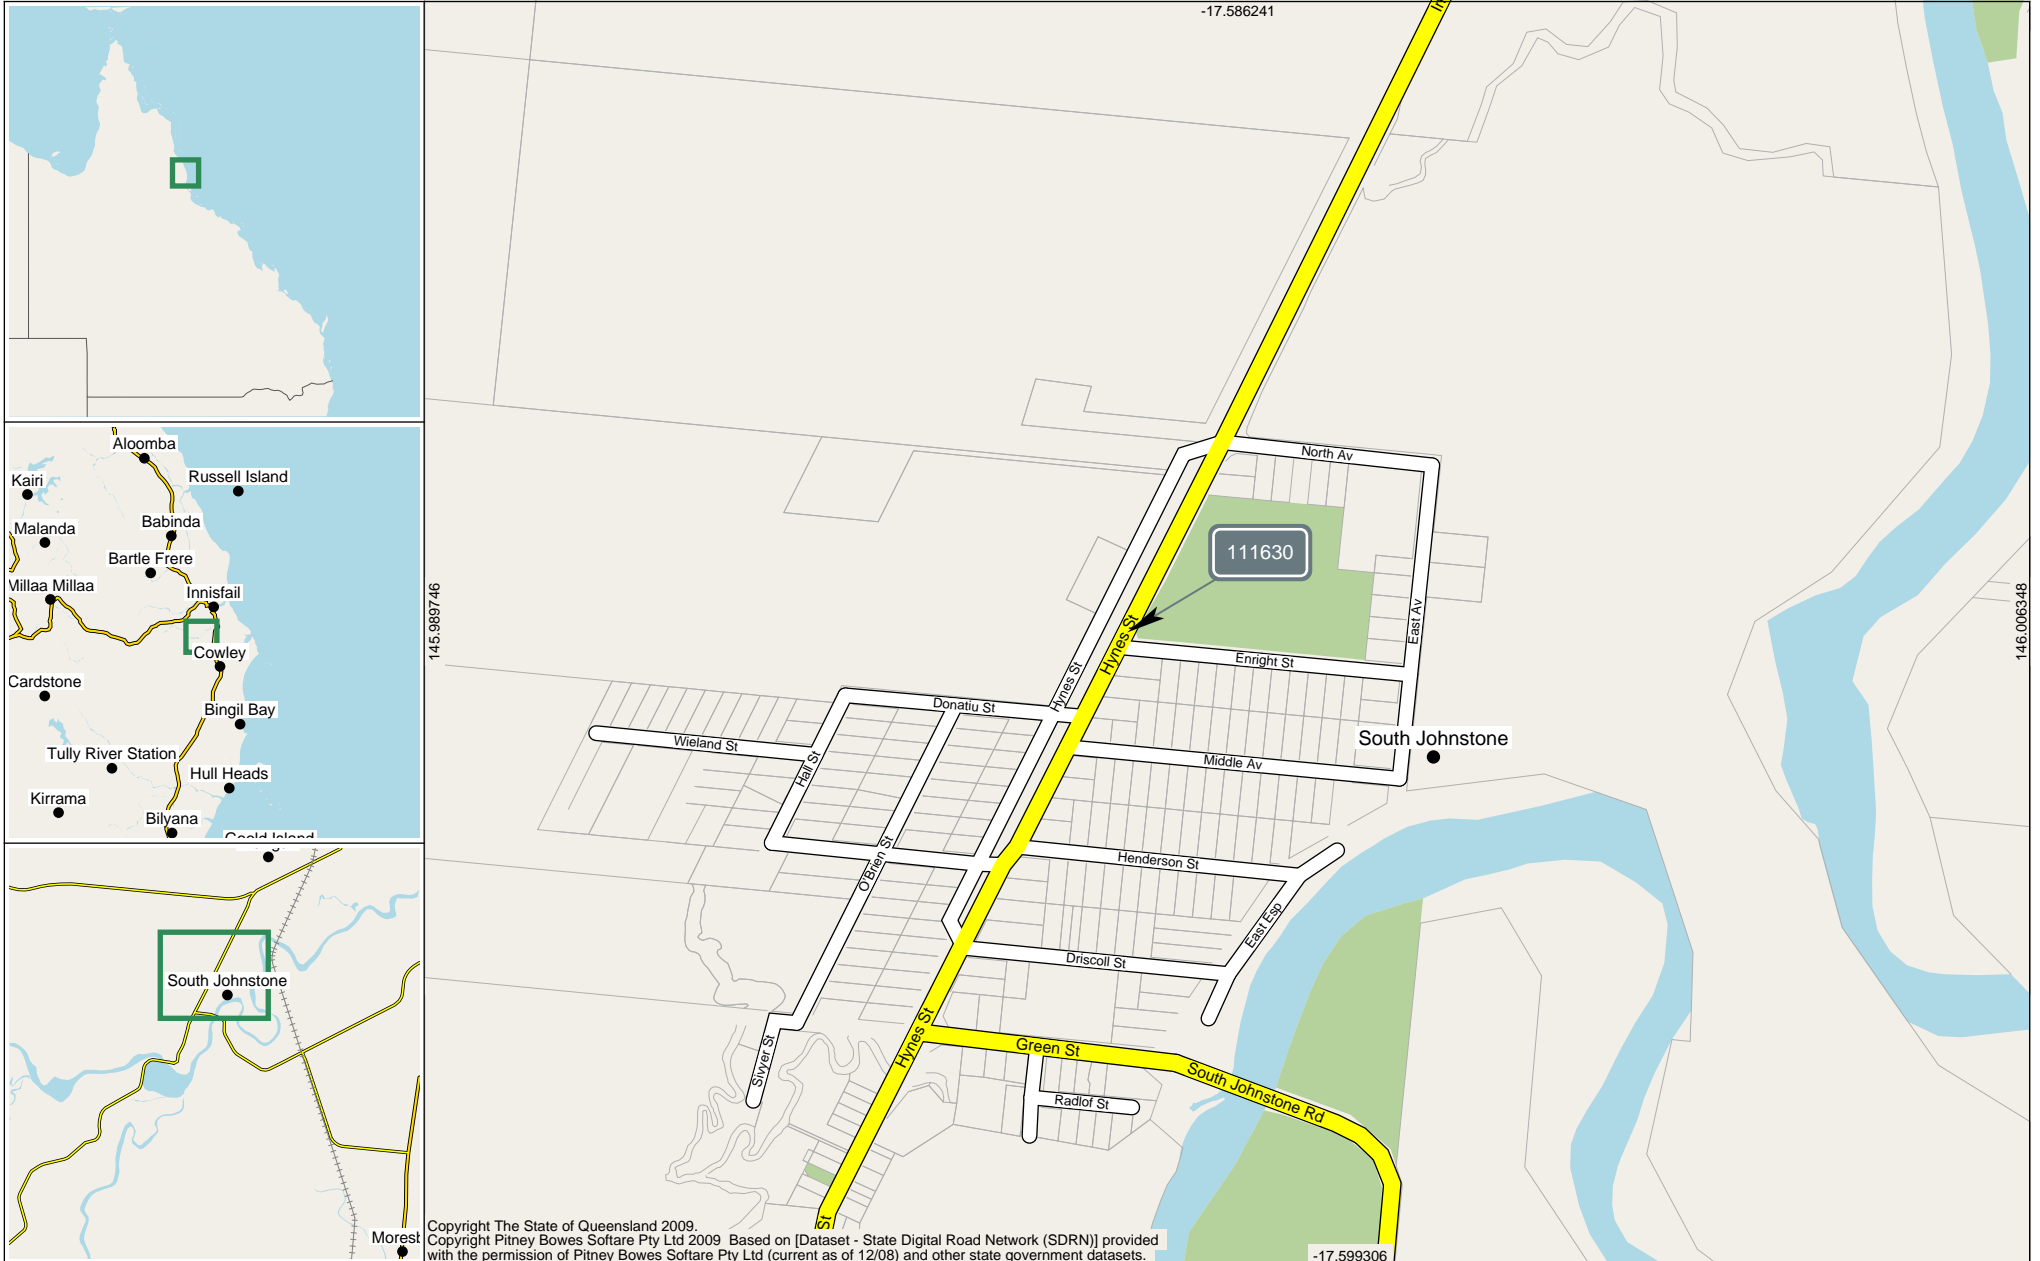 -17.586241
In
North Av
111630
145.989746
146.006348
East Av
Hynes St
Enright St
Hynes St
Donatiu St
Wieland St
Hall St
South Johnstone
Middle Av
O'Brien St
Henderson St
East Esp
Driscoll St
Hynes St
Green St
Sivyer St
South Johnstone Rd
Radlof St
St
Aloomba
Kairi
Russell Island
Malanda
Babinda
Bartle Frere
Millaa Millaa
Innisfail
Cowley
Cardstone
Bingil Bay
Tully River Station
Hull Heads
Kirrama
Bilyana
South Johnstone
Copyright The State of Queensland 2009.
Copyright Pitney Bowes Softare Pty Ltd 2009 Based on [Dataset - State Digital Road Network (SDRN)] provided
with the permission of Pitney Bowes Softare Pty Ltd (current as of 12/08) and other state government datasets.
-17.599306